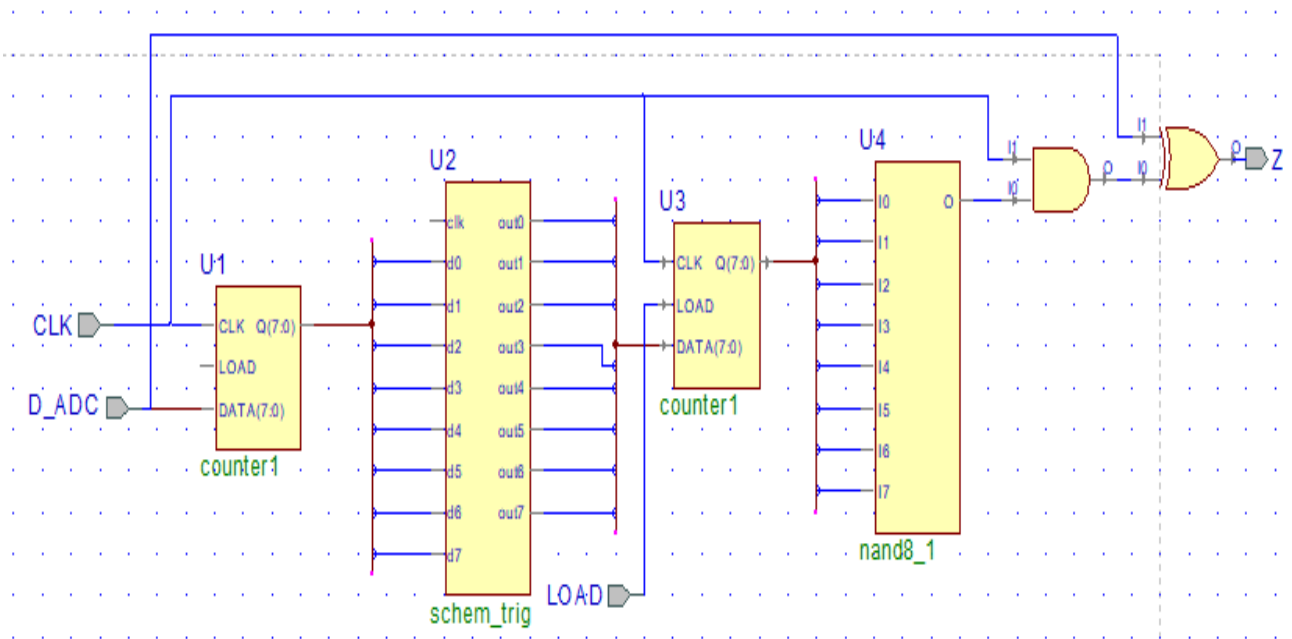 U1
CLK
D_ADC
CLK Q(7:0)
LOAD
DATA(7:0)
counter1
U2
clk out0
d0 out1
d1 out2
d2 out3
d3 out4
d4 out5
d5 out6
d6 out7
d7
schem_trig
LOAD
U3
CLK Q(7:0)
LOAD
DATA(7:0)
counter1
U4
I0 O
I1
I2
I3
I4
I5
I6
I7
nand8_1
I1
I0
O
I1
I0
O
Z